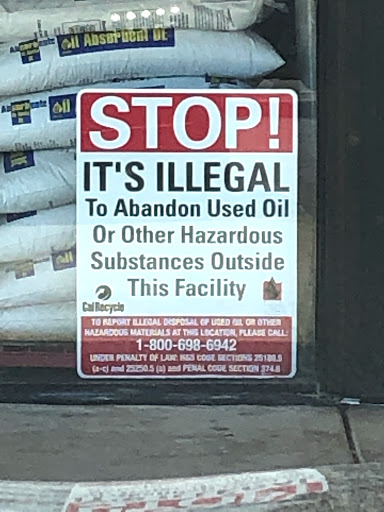 Oil Absorbent DE
STOP!
IT'S ILLEGAL
To Abandon Used Oil
Or Other Hazardous
Substances Outside
This Facility
CalRecycle
TO REPORT ILLEGAL DISPOSAL OF USED OIL OR OTHER
HAZARDOUS MATERIALS AT THIS LOCATION, PLEASE CALL:
1-800-698-6942
UNDER PENALTY OF LAW: H&S CODE SECTIONS 25189.5
(a-c) and 25250.5 (a) and PENAL CODE SECTION 374.8